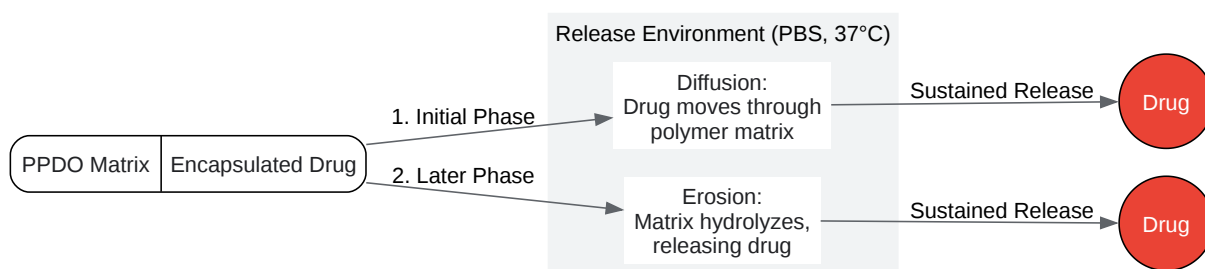 Release Environment (PBS, 37°C)
Diffusion:
Drug moves through
polymer matrix
Sustained Release
Drug
1. Initial Phase
PPDO Matrix
Encapsulated Drug
2. Later Phase
Erosion:
Matrix hydrolyzes,
releasing drug
Sustained Release
Drug